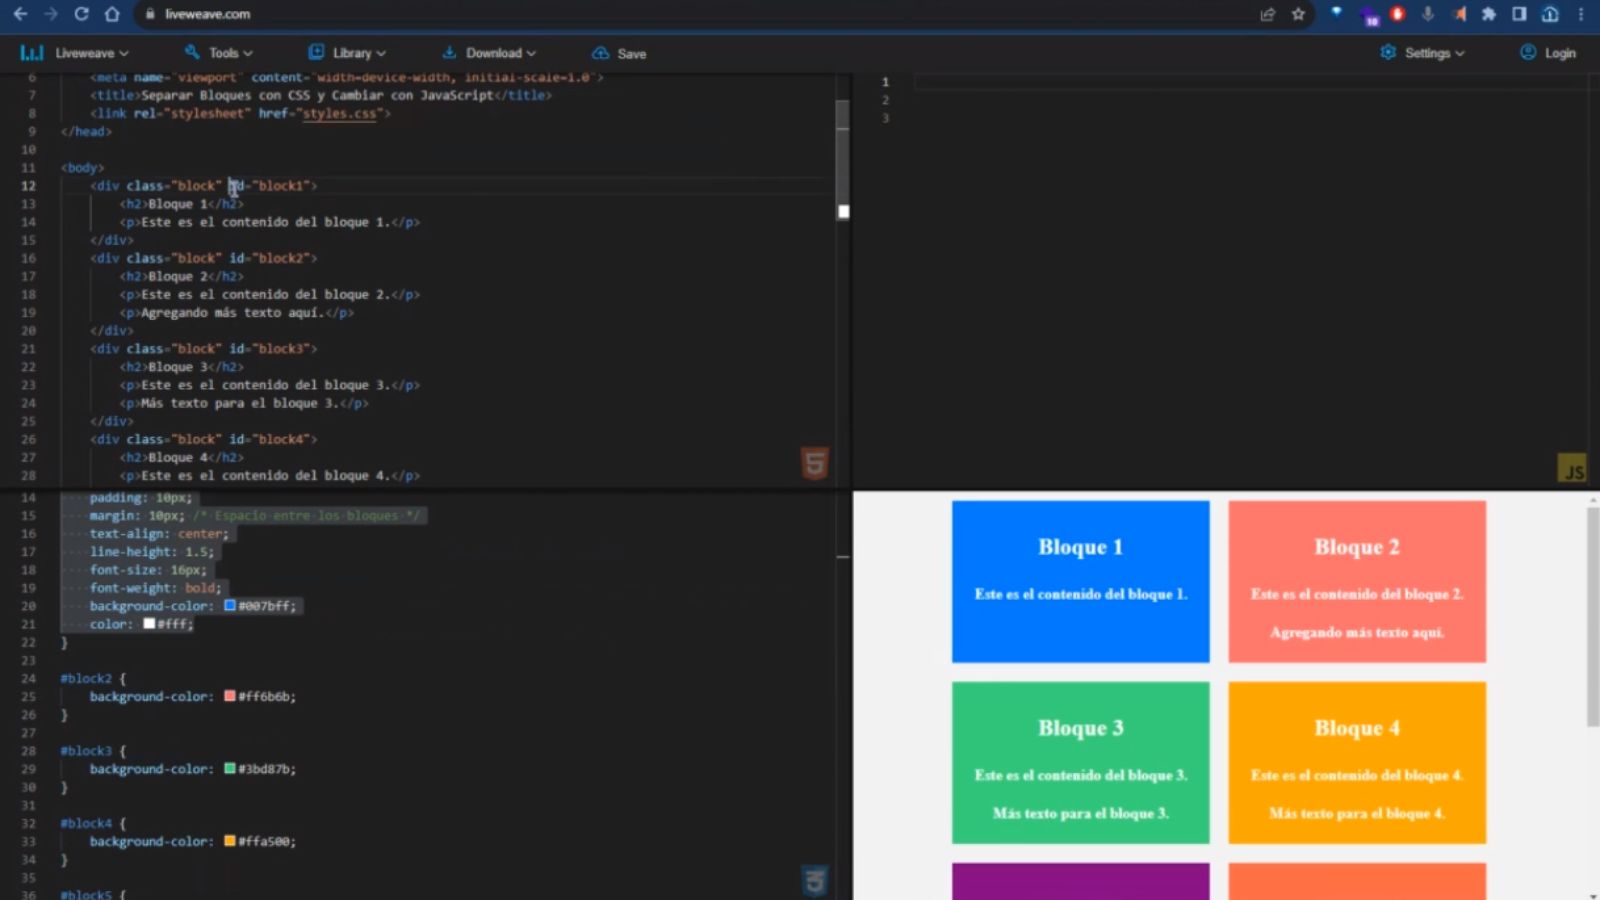 liveweave.com
10
Liveweave
Tools
Library
Download
Save
Settings
Login
6 <meta name="viewport" content="width=device-width, initial-scale=1.0">
7 <title>Separar Bloques con CSS y Cambiar con JavaScript</title>
8 <link rel="stylesheet" href="styles.css">
9 </head>
10
11 <body>
12 <div class="block" id="block1">
13 <h2>Bloque 1</h2>
14 <p>Este es el contenido del bloque 1.</p>
15 </div>
16 <div class="block" id="block2">
17 <h2>Bloque 2</h2>
18 <p>Este es el contenido del bloque 2.</p>
19 <p>Agregando más texto aquí.</p>
20 </div>
21 <div class="block" id="block3">
22 <h2>Bloque 3</h2>
23 <p>Este es el contenido del bloque 3.</p>
24 <p>Más texto para el bloque 3.</p>
25 </div>
26 <div class="block" id="block4">
27 <h2>Bloque 4</h2>
28 <p>Este es el contenido del bloque 4.</p>
5
1
2
3
JS
14 padding: 10px;
15 margin: 10px; /* Espacio entre los bloques */
16 text-align: center;
17 line-height: 1.5;
18 font-size: 16px;
19 font-weight: bold;
20 background-color: #007bff;
21 color: #fff;
22 }
23
24 #block2 {
25 background-color: #ff6b6b;
26 }
27
28 #block3 {
29 background-color: #3bd87b;
30 }
31
32 #block4 {
33 background-color: #ffa500;
34 }
35
36 #block5 {
3
Bloque 1
Este es el contenido del bloque 1.
Bloque 2
Este es el contenido del bloque 2.
Agregando más texto aquí.
Bloque 3
Este es el contenido del bloque 3.
Más texto para el bloque 3.
Bloque 4
Este es el contenido del bloque 4.
Más texto para el bloque 4.